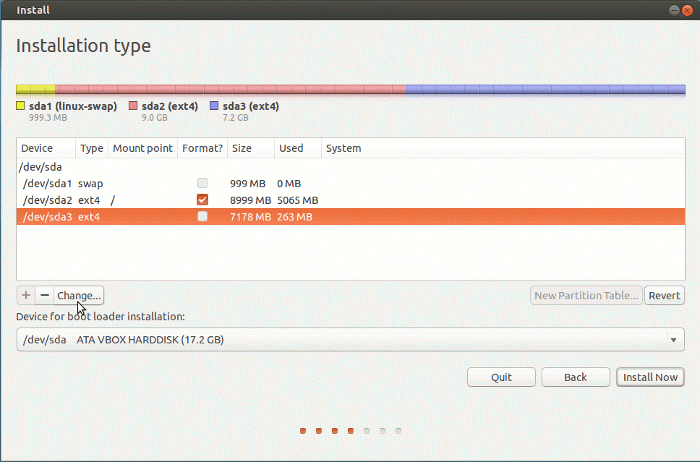 Install
Installation type
sda1 (linux-swap) sda2 (ext4) sda3 (ext4)
999.3 MB 9.0 GB 7.2 GB
Device Type Mount point Format? Size Used System
/dev/sda
/dev/sda1 swap 999 MB 0 MB
/dev/sda2 ext4 / 8999 MB 5065 MB
/dev/sda3 ext4 7178 MB 263 MB
+ − Change... New Partition Table... Revert
Device for boot loader installation:
/dev/sda ATA VBOX HARDDISK (17.2 GB)
Quit Back Install Now